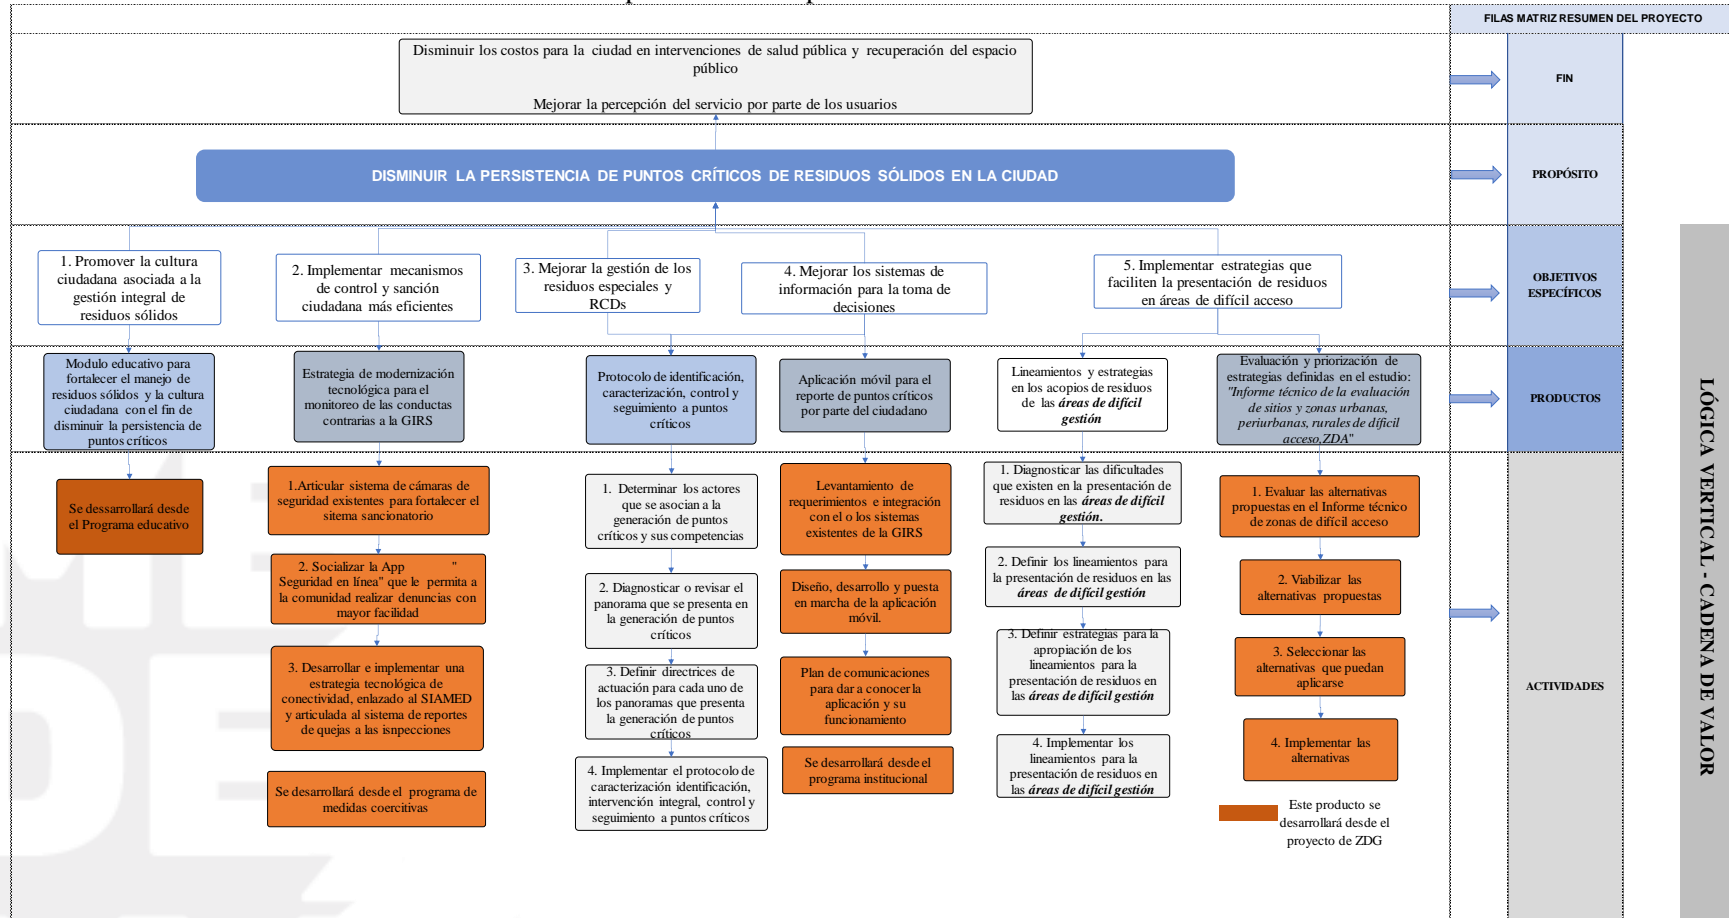 FILAS MATRIZ RESUMEN DEL PROYECTO
Disminuir los costos para la ciudad en intervenciones de salud pública y recuperación del espacio
público
Mejorar la percepción del servicio por parte de los usuarios
FIN
DISMINUIR LA PERSISTENCIA DE PUNTOS CRÍTICOS DE RESIDUOS SÓLIDOS EN LA CIUDAD
PROPÓSITO
1. Promover la cultura
ciudadana asociada a la
gestión integral de
residuos sólidos
2. Implementar mecanismos
de control y sanción
ciudadana más eficientes
3. Mejorar la gestión de los
residuos especiales y
RCDs
4. Mejorar los sistemas de
información para la toma de
decisiones
5. Implementar estrategias que
faciliten la presentación de residuos
en áreas de difícil acceso
OBJETIVOS
ESPECÍFICOS
Modulo educativo para
fortalecer el manejo de
residuos sólidos y la cultura
ciudadana con el fin de
disminuir la persistencia de
puntos críticos
Estrategia de modernización
tecnológica para el
monitoreo de las conductas
contrarias a la GIRS
Protocolo de identificación,
caracterización, control y
seguimiento a puntos
críticos
Aplicación móvil para el
reporte de puntos críticos
por parte del ciudadano
Lineamientos y estrategias
en los acopios de residuos
de las áreas de difícil
gestión
Evaluación y priorización de
estrategias definidas en el estudio:
"Informe técnico de la evaluación
de sitios y zonas urbanas,
periurbanas, rurales de díficil
acceso,ZDA"
PRODUCTOS
Se dessarrollará desde
el Programa educativo
1.Articular sistema de cámaras de
seguridad existentes para fortalecer el
sitema sancionatorio
2. Socializar la App "
Seguridad en línea" que le permita a
la comunidad realizar denuncias con
mayor facilidad
3. Desarrollar e implementar una
estrategia tecnológica de
conectividad, enlazado al SIAMED
y articulada al sistema de reportes
de quejas a las isnpecciones
Se desarrollará desde el programa de
medidas coercitivas
1. Determinar los actores
que se asocian a la
generación de puntos
críticos y sus competencias
2. Diagnosticar o revisar el
panorama que se presenta en
la generación de puntos
críticos
3. Definir directrices de
actuación para cada uno de
los panoramas que presenta
la generación de puntos
críticos
4. Implementar el protocolo de
caracterización identificación,
intervención integral, control y
seguimiento a puntos críticos
Levantamiento de
requerimientos e integración
con el o los sistemas
existentes de la GIRS
Diseño, desarrollo y puesta
en marcha de la aplicación
móvil.
Plan de comunicaciones
para dar a conocer la
aplicación y su
funcionamiento
Se desarrollará desde el
programa institucional
1. Diagnosticar las dificultades
que existen en la presentación de
residuos en las áreas de difícil
gestión.
2. Definir los lineamientos para
la presentación de residuos en las
áreas de difícil gestión
3. Definir estrategias para la
apropiación de los
lineamientos para la
presentación de residuos en
las áreas de difícil gestión
4. Implementar los
lineamientos para la
presentación de residuos en
las áreas de difícil gestión
1. Evaluar las alternativas
propuestas en el Informe técnico
de zonas de difícil acceso
2. Viabilizar las
alternativas propuestas
3. Seleccionar las
alternativas que puedan
aplicarse
4. Implementar las
alternativas
Este producto se
desarrollará desde el
proyecto de ZDG
ACTIVIDADES
LÓGICA VERTICAL - CADENA DE VALOR